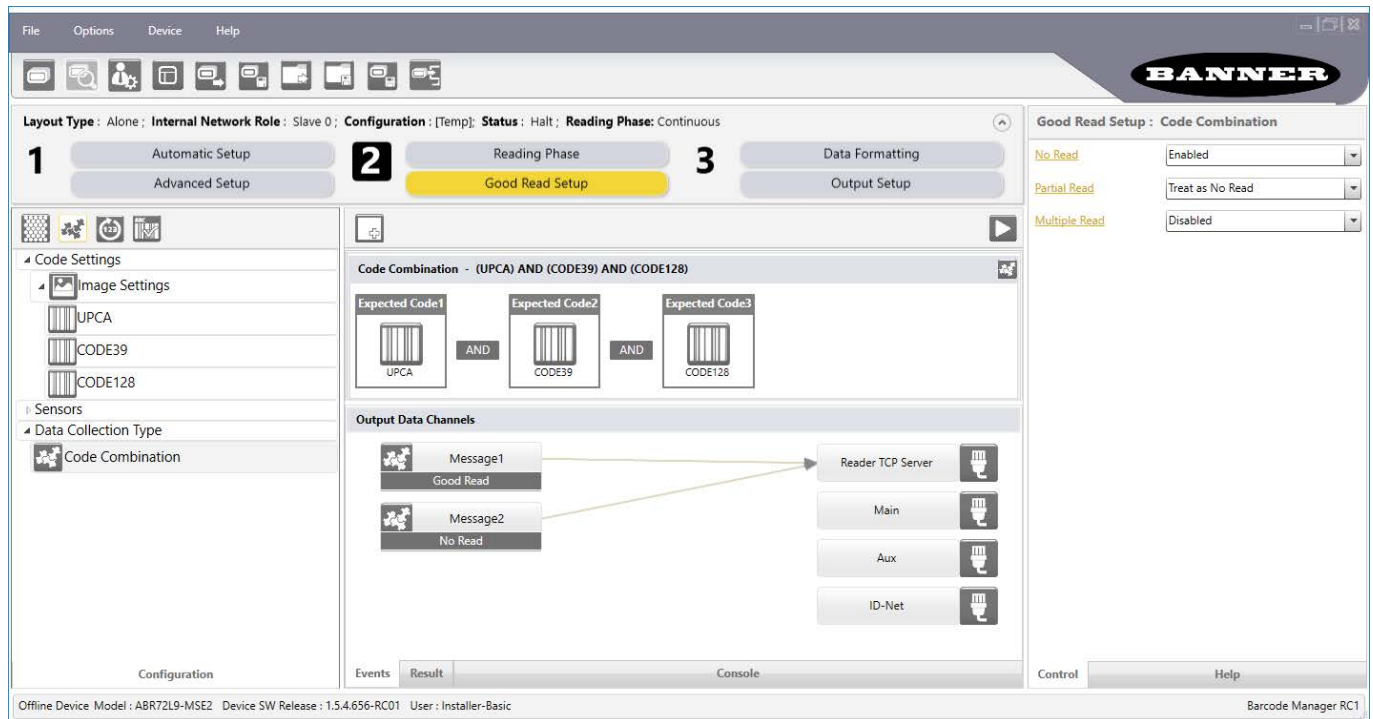 File Options Device Help
BANNER
Layout Type : Alone ; Internal Network Role : Slave 0 ; Configuration : [Temp]; Status : Halt ; Reading Phase: Continuous
1 Automatic Setup
Advanced Setup
2 Reading Phase
Good Read Setup
3 Data Formatting
Output Setup
Code Settings
Image Settings
UPCA
CODE39
CODE128
Sensors
Data Collection Type
Code Combination
Configuration
Code Combination - (UPCA) AND (CODE39) AND (CODE128)
Expected Code1 Expected Code2 Expected Code3
AND AND
UPCA CODE39 CODE128
Output Data Channels
Message1
Good Read
Message2
No Read
Reader TCP Server
Main
Aux
ID-Net
Events Result Console
Good Read Setup : Code Combination
No Read Enabled
Partial Read Treat as No Read
Multiple Read Disabled
Control Help
Offline Device Model : ABR72L9-MSE2 Device SW Release : 1.5.4.656-RC01 User : Installer-Basic
Barcode Manager RC1